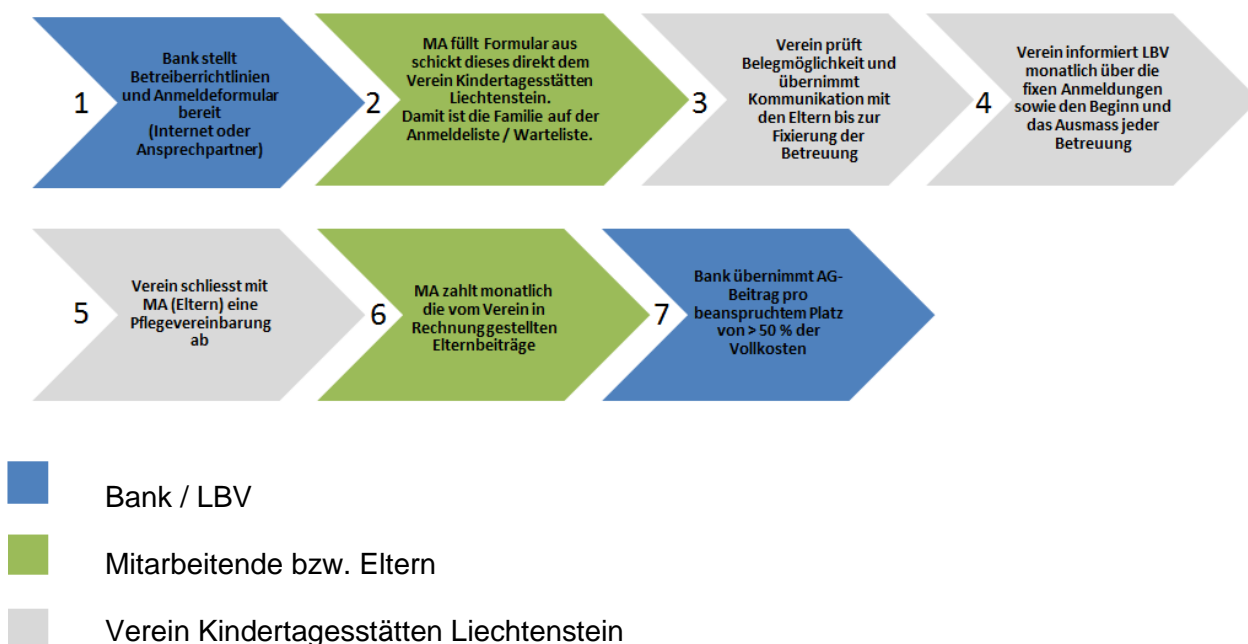 1
Bank stellt
Betreiberrichtlinien
und Anmeldeformular
bereit
(Internet oder
Ansprechpartner)
2
MA füllt Formular aus
schickt dieses direkt dem
Verein Kindertagesstätten
Liechtenstein.
Damit ist die Familie auf der
Anmeldeliste / Warteliste.
3
Verein prüft
Belegmöglichkeit und
übernimmt
Kommunikation mit
den Eltern bis zur
Fixierung der
Betreuung
4
Verein informiert LBV
monatlich über die
fixen Anmeldungen
sowie den Beginn und
das Ausmass jeder
Betreuung
5
Verein schliesst mit
MA (Eltern) eine
Pflegevereinbarung
ab
6
MA zahlt monatlich
die vom Verein in
Rechnung gestellten
Elternbeiträge
7
Bank übernimmt AG-
Beitrag pro
beanspruchtem Platz
von > 50 % der
Vollkosten
Bank / LBV
Mitarbeitende bzw. Eltern
Verein Kindertagesstätten Liechtenstein